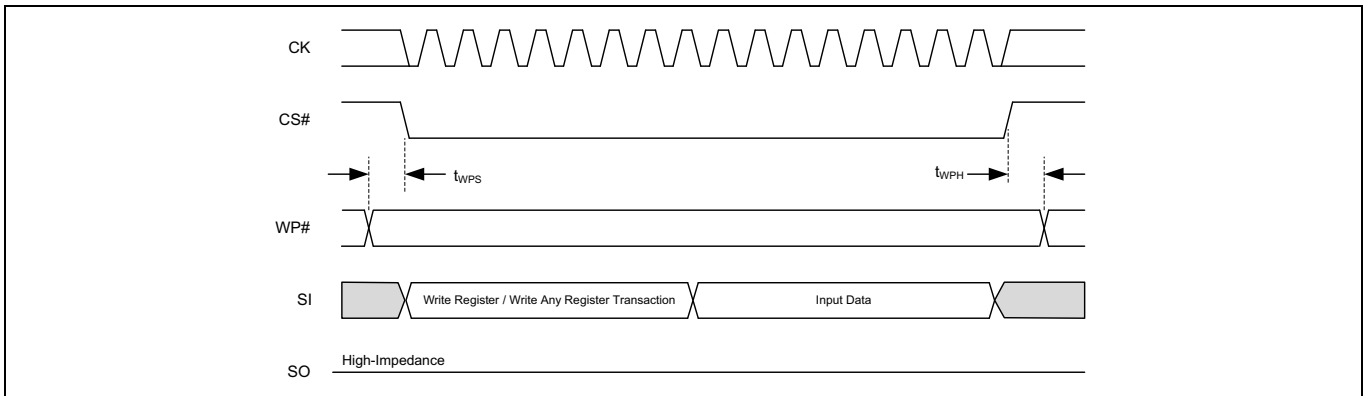 CK
CS#
tWPS
tWPH
WP#
SI
Write Register / Write Any Register Transaction
Input Data
High-Impedance
SO